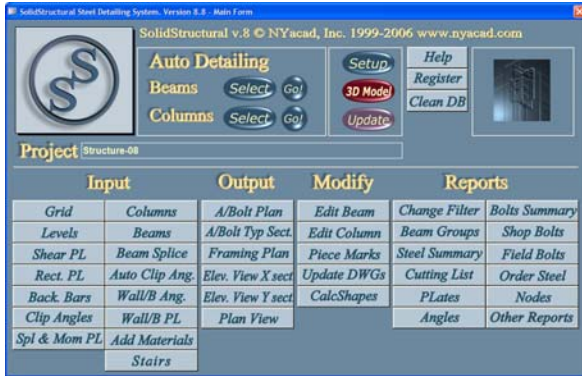 SolidStructural Steel Detailing System. Version 8.8 - Main Form
SolidStructural v.8 © NYacad, Inc. 1999-2006 www.nyacad.com
SSS
Auto Detailing
Beams Select Go!
Columns Select Go!
Setup
3D Model
Update
Help
Register
Clean DB
Project Structure-08
Input Output Modify Reports
Grid Columns A/Bolt Plan Edit Beam Change Filter Bolts Summary
Levels Beams A/Bolt Typ Sect. Edit Column Beam Groups Shop Bolts
Shear PL Beam Splice Framing Plan Piece Marks Steel Summary Field Bolts
Rect. PL Auto Clip Ang. Elev. View X sect Update DWGs Cutting List Order Steel
Back. Bars Wall/B Ang. Elev. View Y sect CalcShapes PLates Nodes
Clip Angles Wall/B PL Plan View Angles Other Reports
Spl & Mom PL Add Materials
Stairs